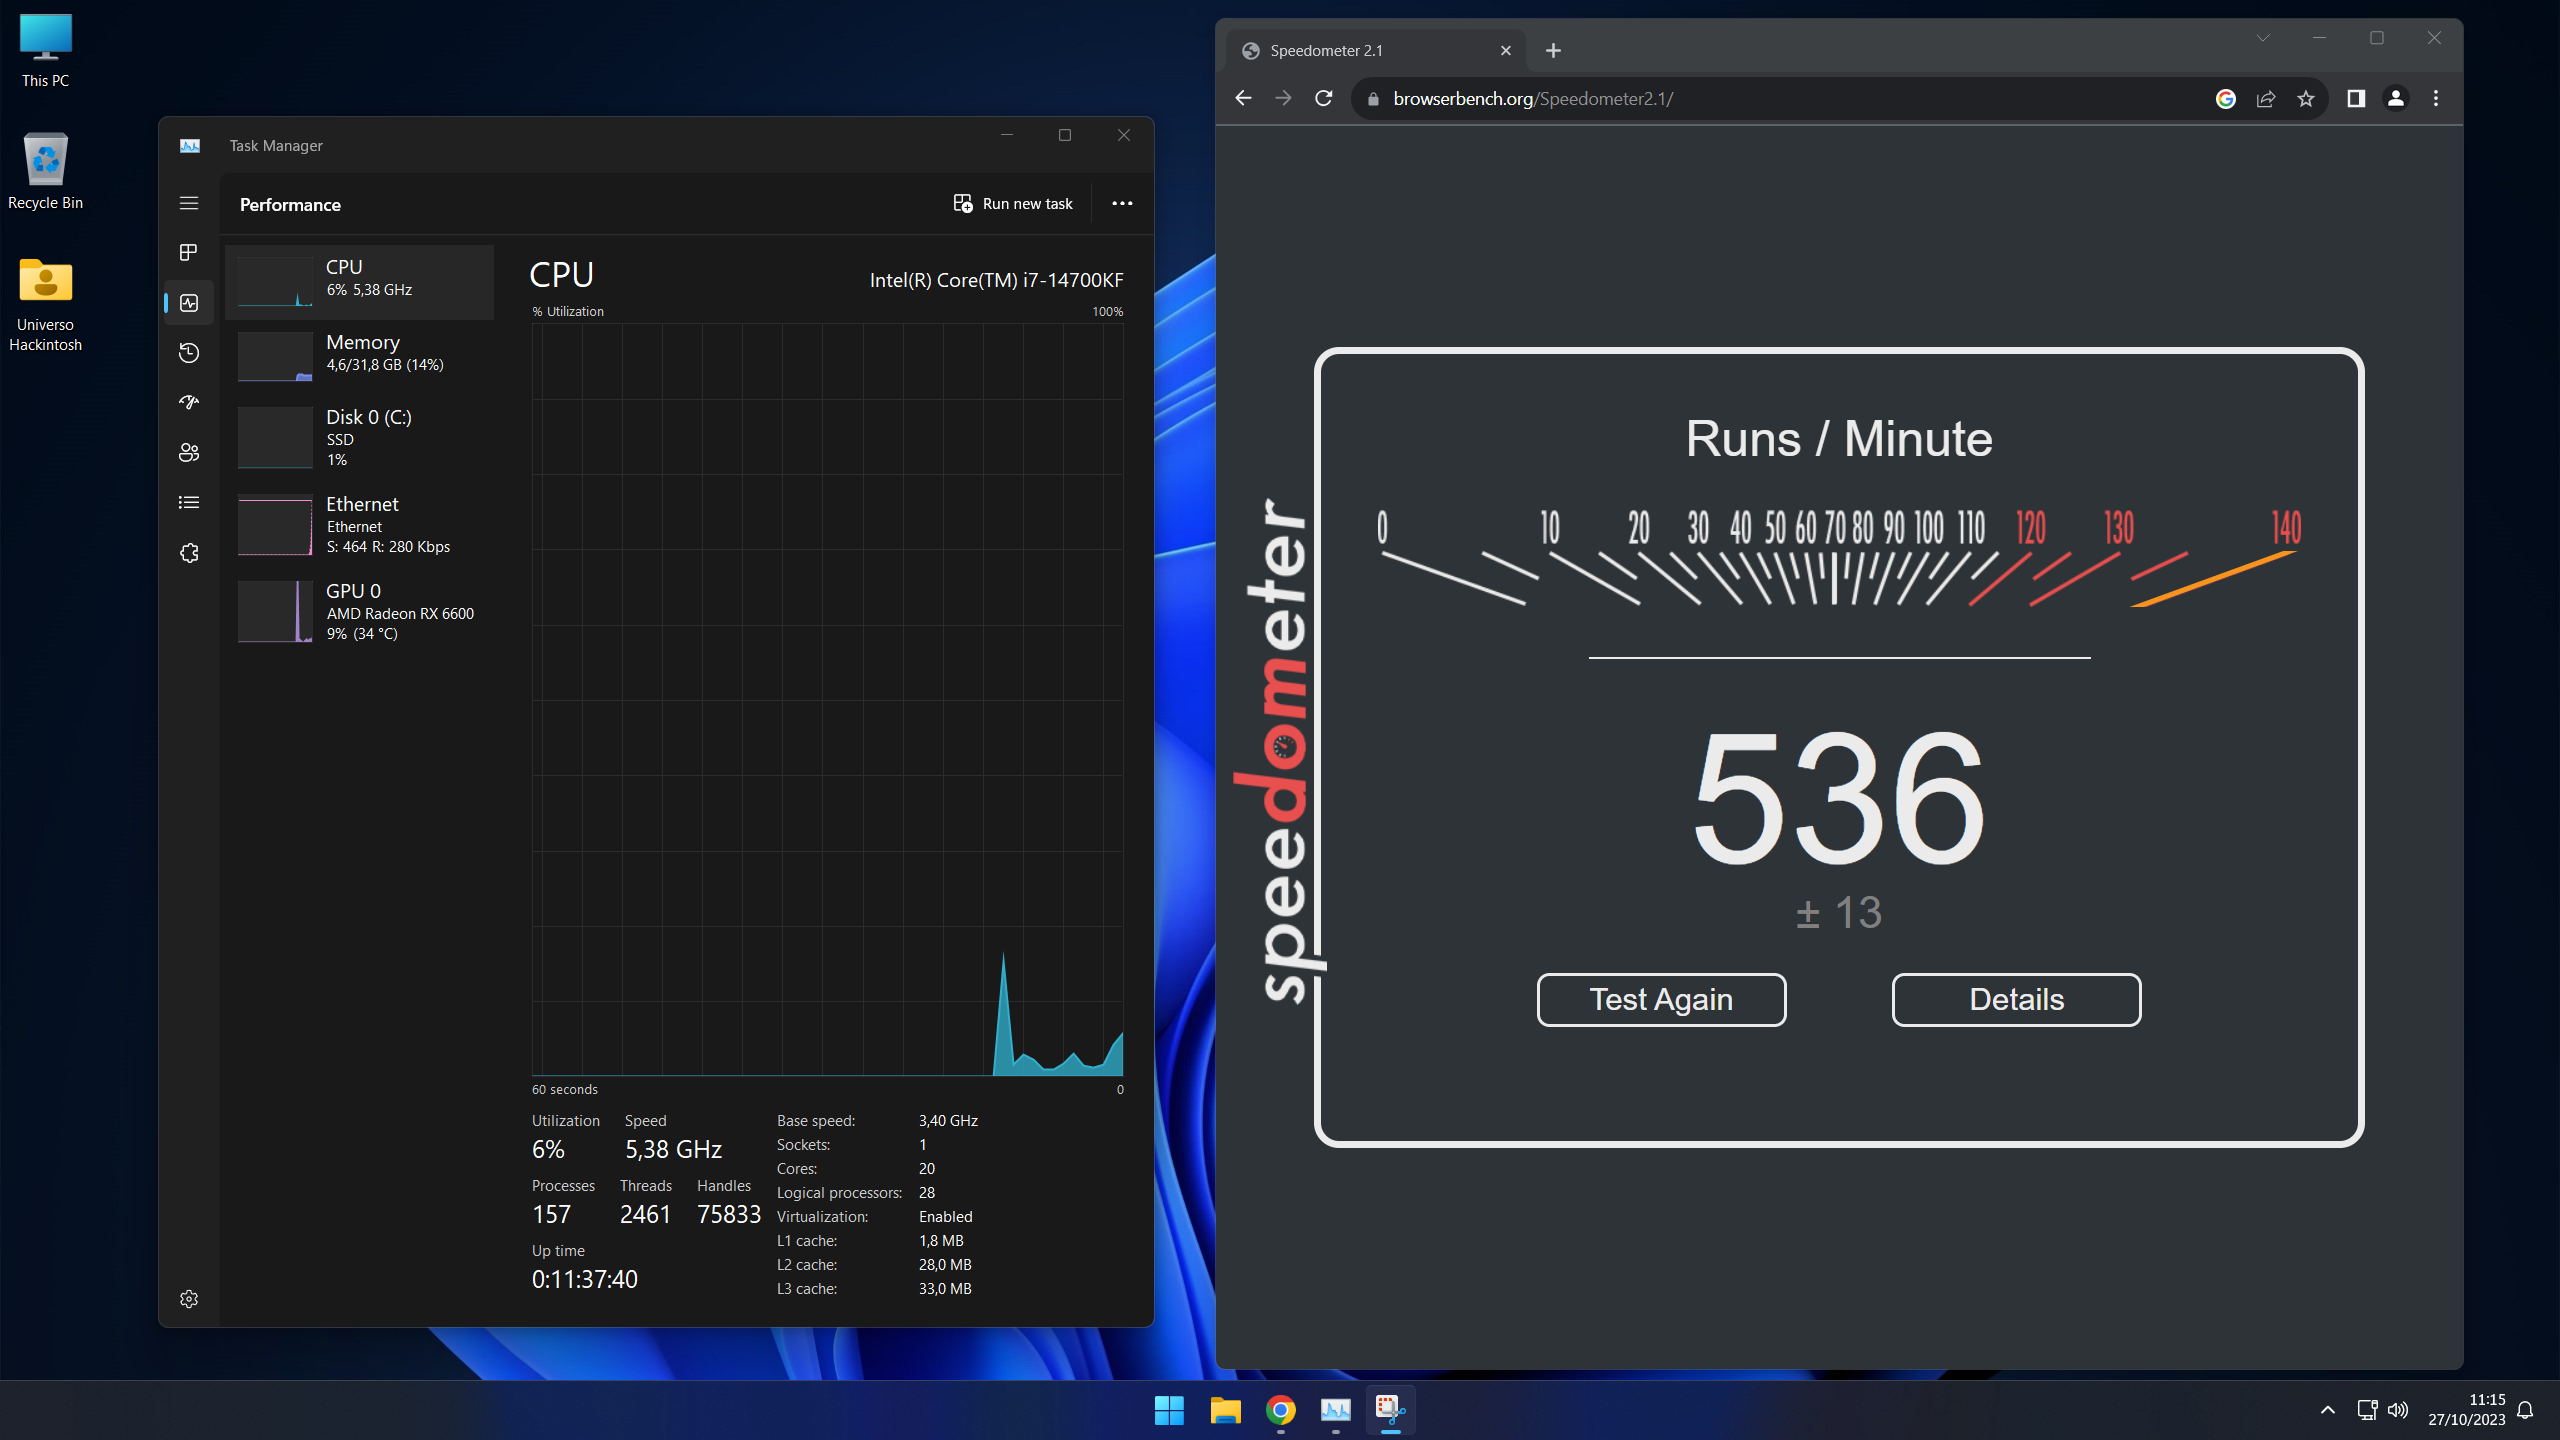 This PC
Recycle Bin
Universo
Hackintosh
Task Manager
Performance
Run new task
CPU
6% 5,38 GHz
Memory
4,6/31,8 GB (14%)
Disk 0 (C:)
SSD
1%
Ethernet
Ethernet
S: 464 R: 280 Kbps
GPU 0
AMD Radeon RX 6600
9% (34 °C)
CPU
Intel(R) Core(TM) i7-14700KF
% Utilization
100%
60 seconds
0
Utilization
Speed
6%
5,38 GHz
Processes
Threads
Handles
157
2461
75833
Up time
0:11:37:40
Base speed:
3,40 GHz
Sockets:
1
Cores:
20
Logical processors:
28
Virtualization:
Enabled
L1 cache:
1,8 MB
L2 cache:
28,0 MB
L3 cache:
33,0 MB
Speedometer 2.1
browserbench.org/Speedometer2.1/
speedometer
Runs / Minute
0 10 20 30 40 50 60 70 80 90 100 110 120 130 140
536
± 13
Test Again
Details
11:15
27/10/2023